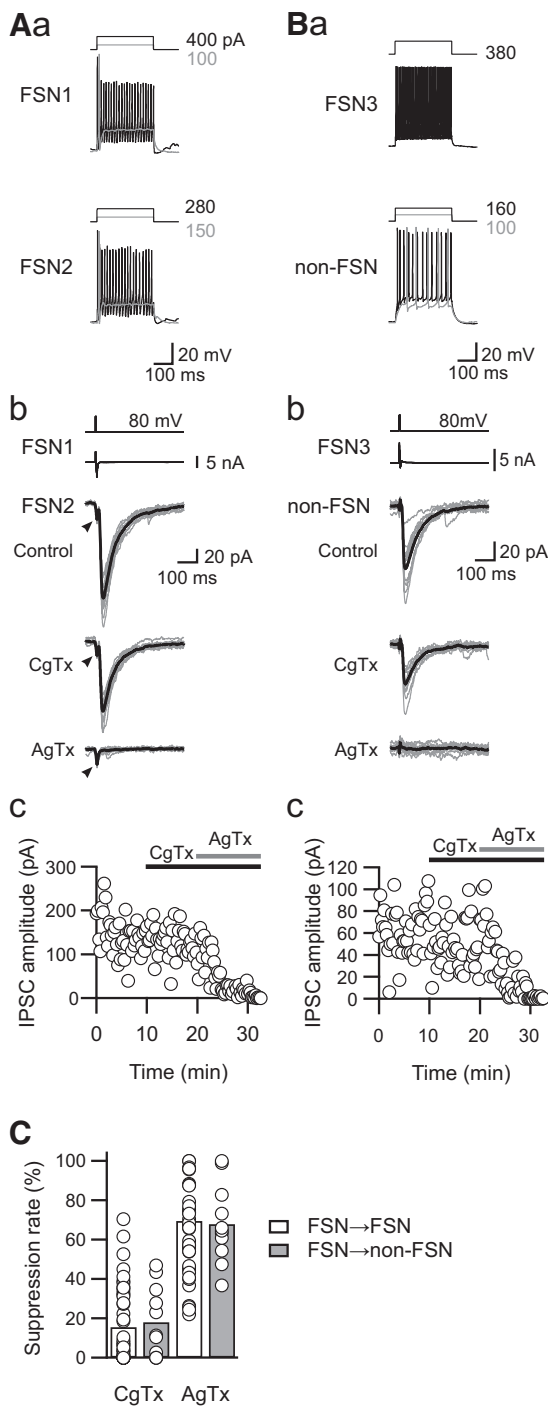 Aa
400 pA
100
FSN1
280
150
FSN2
20 mV
100 ms
Ba
380
FSN3
160
100
non-FSN
20 mV
100 ms
b
80 mV
FSN1
5 nA
FSN2
Control
20 pA
100 ms
CgTx
AgTx
b
80mV
FSN3
5 nA
non-FSN
Control
20 pA
100 ms
CgTx
AgTx
c
AgTx
CgTx
IPSC amplitude (pA)
300
200
100
0
0 10 20 30
Time (min)
c
AgTx
CgTx
IPSC amplitude (pA)
120
100
80
60
40
20
0
0 10 20 30
Time (min)
C
Suppression rate (%)
100
80
60
40
20
0
CgTx AgTx
FSN→FSN
FSN→non-FSN